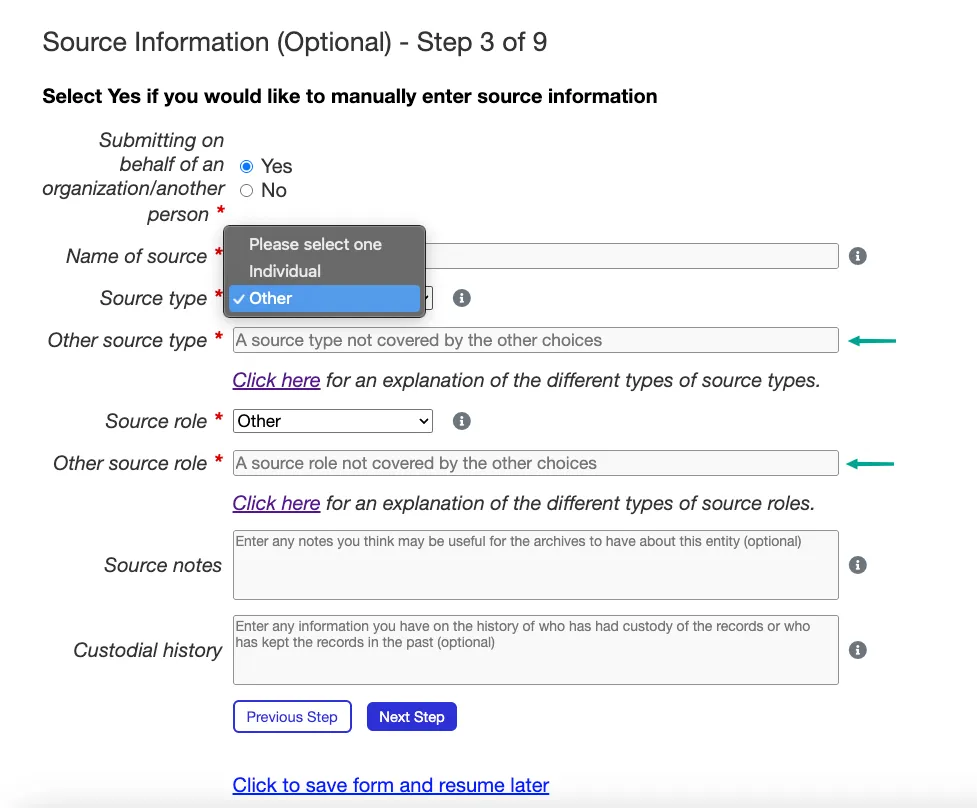 Source Information (Optional) - Step 3 of 9
Select Yes if you would like to manually enter source information
Submitting on
behalf of an
organization/another
person *
Yes
No
Name of source *
Please select one
Individual
✓ Other
Source type *
Other source type *
A source type not covered by the other choices
Click here for an explanation of the different types of source types.
Source role *
Other
Other source role *
A source role not covered by the other choices
Click here for an explanation of the different types of source roles.
Source notes
Enter any notes you think may be useful for the archives to have about this entity (optional)
Custodial history
Enter any information you have on the history of who has had custody of the records or who
has kept the records in the past (optional)
Previous Step
Next Step
Click to save form and resume later